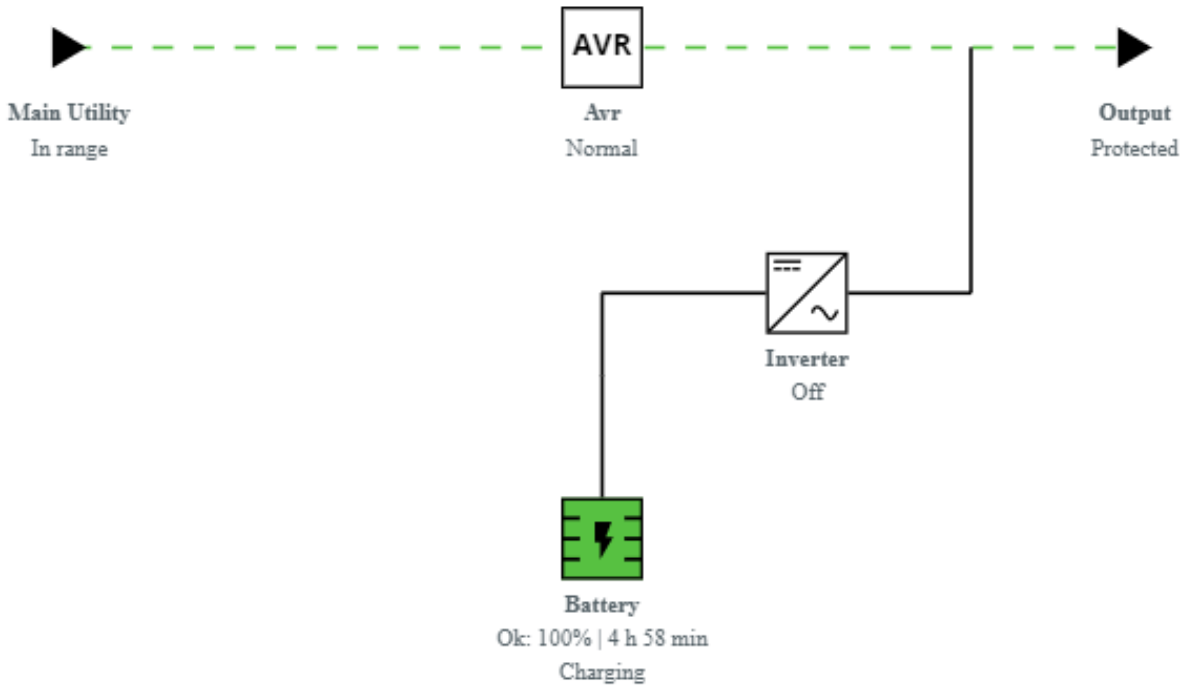 AVR
Main Utility
In range
Avr
Normal
Output
Protected
Inverter
Off
Battery
Ok: 100% | 4 h 58 min
Charging